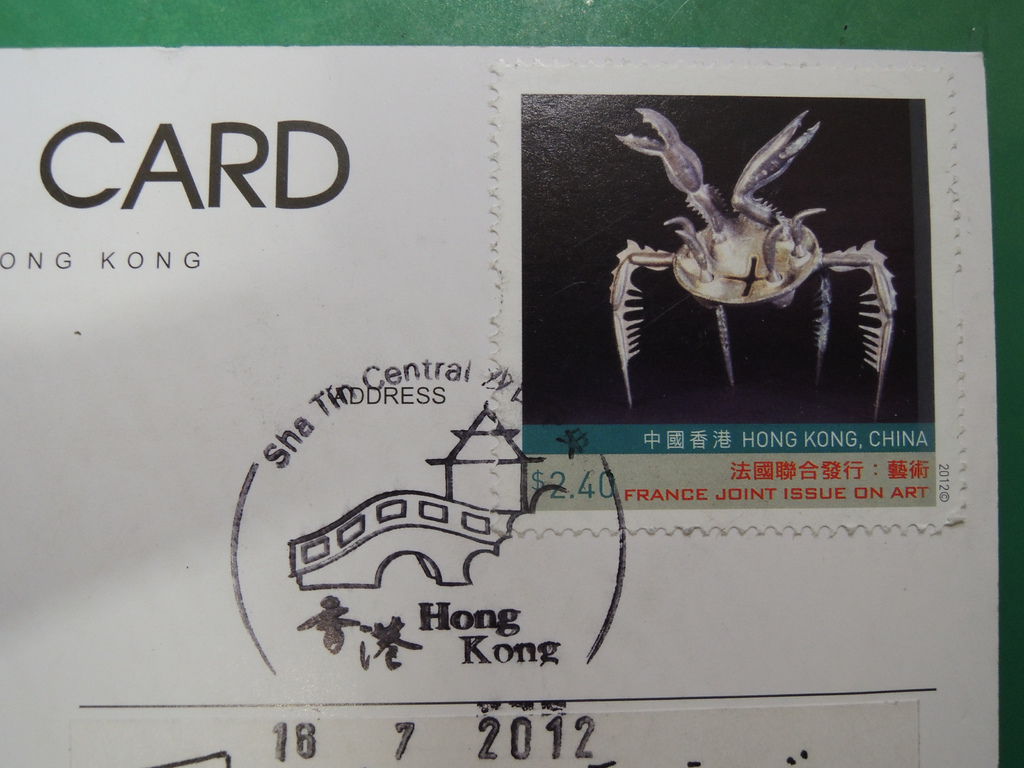 CARD
ONG KONG
Sha Tin Central
ADDRESS
中國香港 HONG KONG, CHINA
法國聯合發行：藝術
$2.40 FRANCE JOINT ISSUE ON ART
2012©
香港 Hong
Kong
18 7 2012